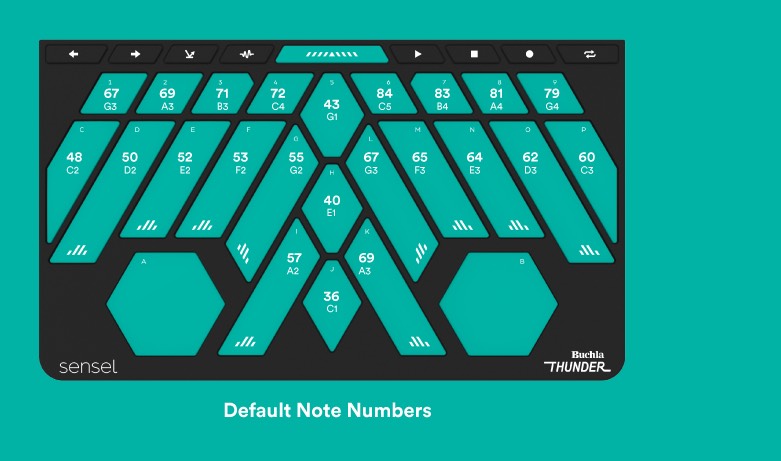 1 2 3 4 5 6 7 8 9
67 69 71 72 43 84 83 81 79
G3 A3 B3 C4 G1 C5 B4 A4 G4
C D E F G L M N O P
48 50 52 53 55 67 65 64 62 60
C2 D2 E2 F2 G2 G3 F3 E3 D3 C3
H
40
E1
I K
57 69
A2 A3
A J B
36
C1
sensel
Buchla
THUNDER
Default Note Numbers